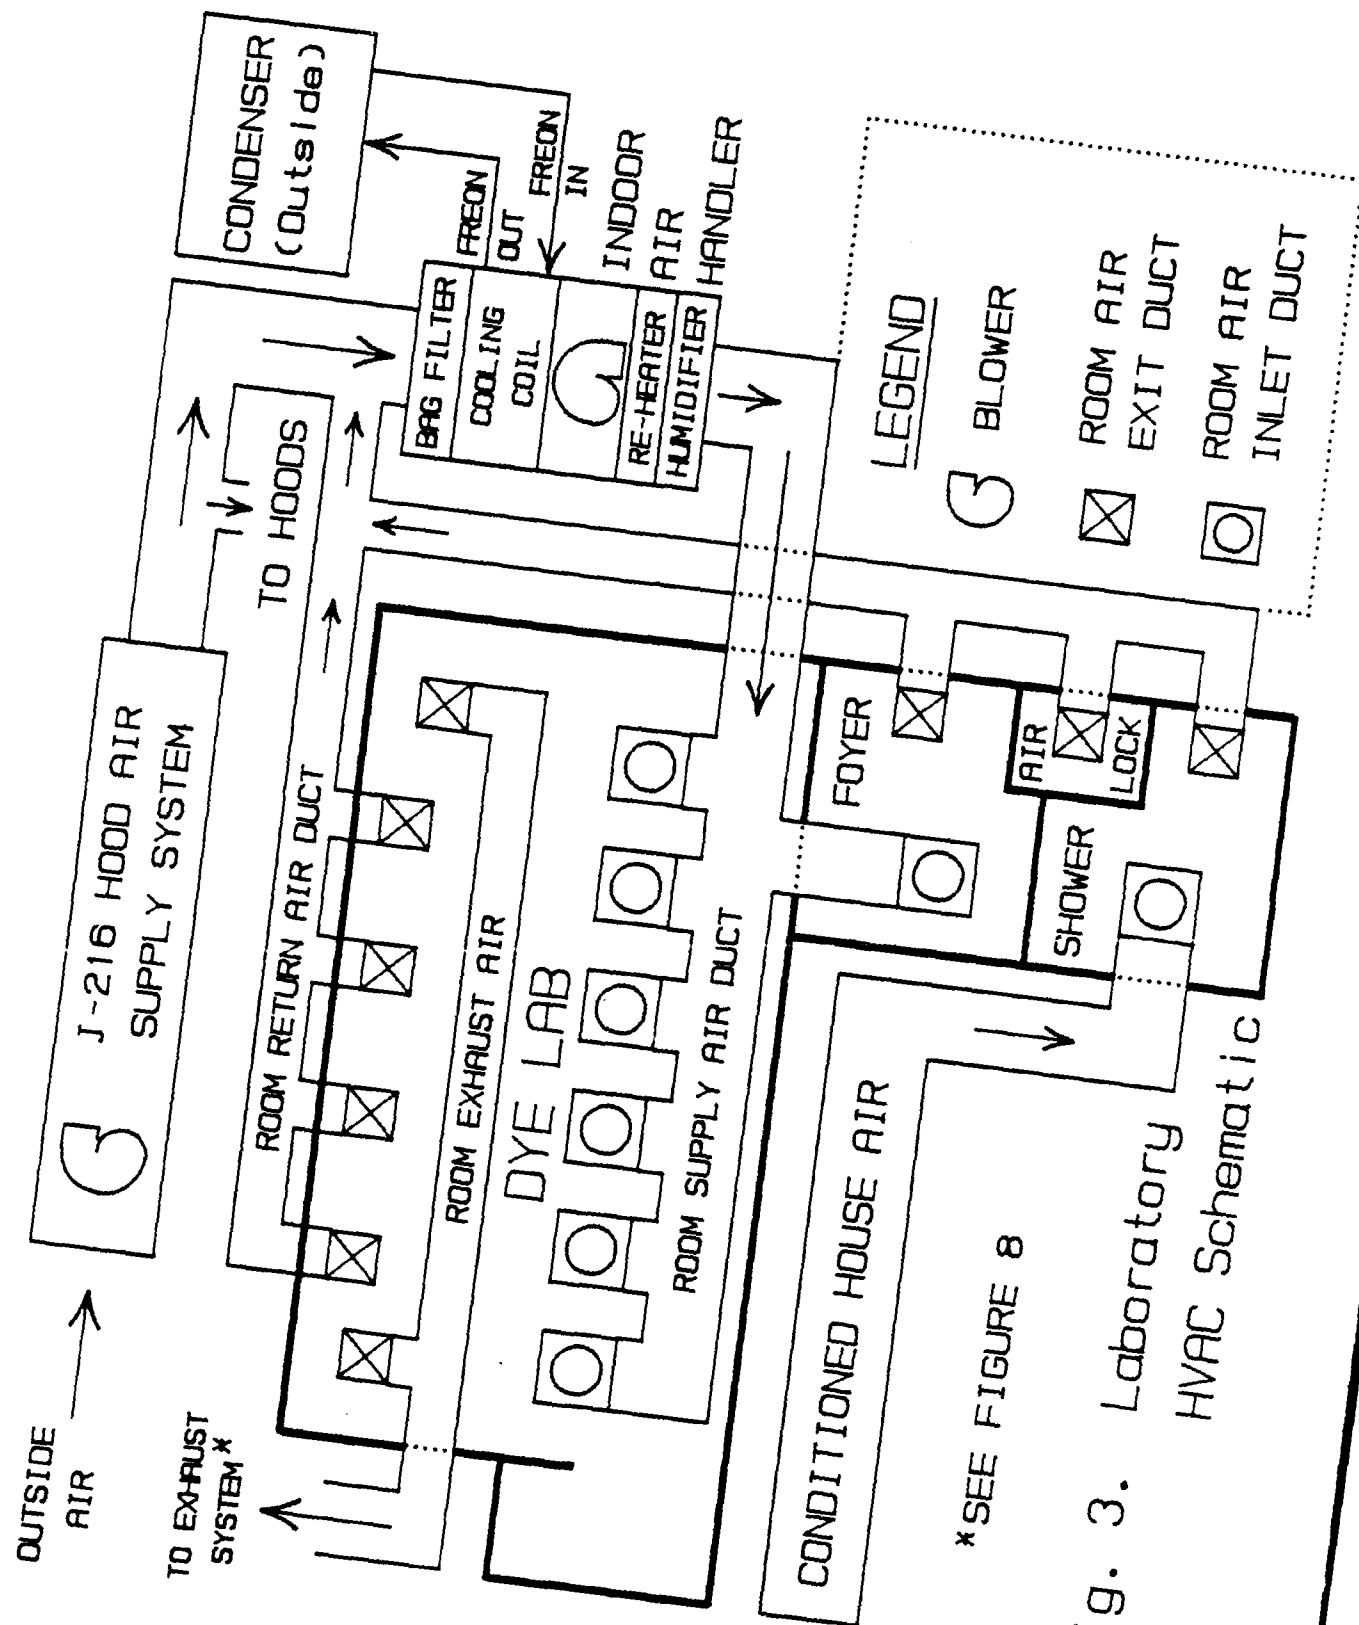 OUTSIDE
AIR
J-216 HOOD AIR
SUPPLY SYSTEM
CONDENSER
(Outside)
TO EXHAUST
SYSTEM*
TO HOODS
FREON
OUT
FREON
IN
ROOM RETURN AIR DUCT
BAG FILTER
COOLING
COIL
RE-HEATER
HUMIDIFIER
INDOOR
AIR
HANDLER
ROOM EXHAUST AIR
DYE LAB
ROOM SUPPLY AIR DUCT
FOYER
AIR
LOCK
SHOWER
CONDITIONED HOUSE AIR
LEGEND
BLOWER
ROOM AIR
EXIT DUCT
ROOM AIR
INLET DUCT
*SEE FIGURE 8
g. 3. Laboratory
HVAC Schematic